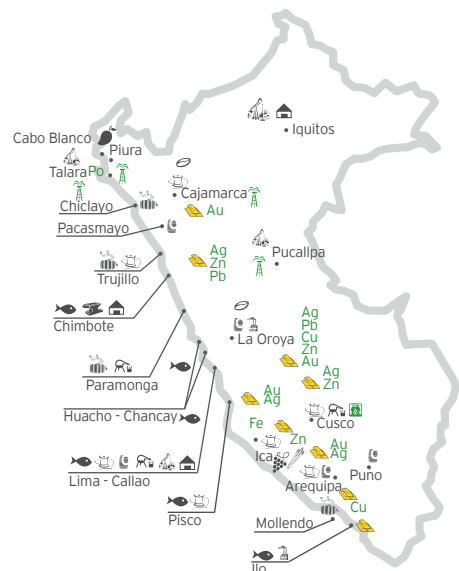 Iquitos
Cabo Blanco
Piura
Talara
Po
Cajamarca
Chiclayo
Au
Pacasmayo
Ag
Zn
Pb
Pucallpa
Trujillo
Chimbote
Ag
Pb
Cu
Zn
Au
La Oroya
Ag
Zn
Paramonga
Au
Ag
Huacho - Chancay
Fe
Cusco
Zn
Ica
Au
Ag
Lima - Callao
Arequipa
Puno
Pisco
Cu
Mollendo
Ilo